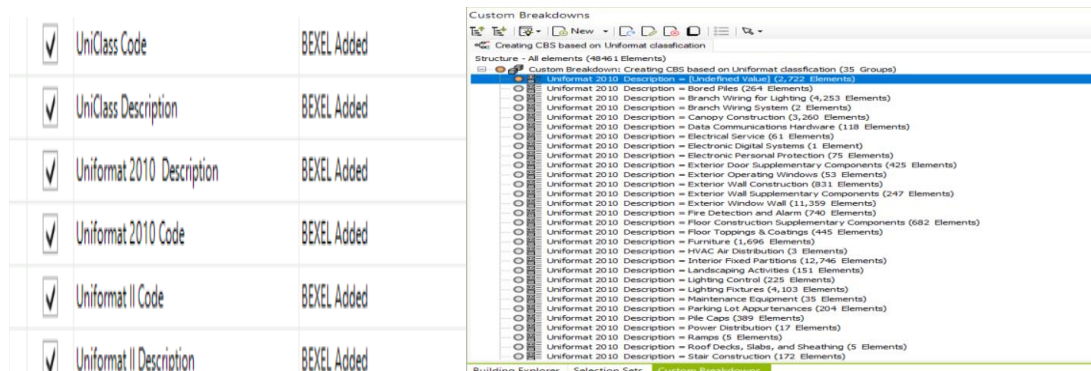 UniClass Code BEXEL Added
UniClass Description BEXEL Added
Uniformat 2010 Description BEXEL Added
Uniformat 2010 Code BEXEL Added
Uniformat II Code BEXEL Added
Uniformat II Description BEXEL Added
Custom Breakdowns
New
Creating CBS based on Uniformat classification
Structure - All elements (48461 Elements)
Custom Breakdown: Creating CBS based on Uniformat classfication (35 Groups)
Uniformat 2010 Description = [Undefined Value] (2,722 Elements)
Uniformat 2010 Description = Bored Piles (264 Elements)
Uniformat 2010 Description = Branch Wiring for Lighting (4,253 Elements)
Uniformat 2010 Description = Branch Wiring System (2 Elements)
Uniformat 2010 Description = Canopy Construction (3,260 Elements)
Uniformat 2010 Description = Data Communications Hardware (118 Elements)
Uniformat 2010 Description = Electrical Service (61 Elements)
Uniformat 2010 Description = Electronic Digital Systems (1 Element)
Uniformat 2010 Description = Electronic Personal Protection (75 Elements)
Uniformat 2010 Description = Exterior Door Supplementary Components (425 Elements)
Uniformat 2010 Description = Exterior Operating Windows (53 Elements)
Uniformat 2010 Description = Exterior Wall Construction (831 Elements)
Uniformat 2010 Description = Exterior Wall Supplementary Components (247 Elements)
Uniformat 2010 Description = Exterior Window Wall (11,359 Elements)
Uniformat 2010 Description = Fire Detection and Alarm (740 Elements)
Uniformat 2010 Description = Floor Construction Supplementary Components (682 Elements)
Uniformat 2010 Description = Floor Toppings & Coatings (445 Elements)
Uniformat 2010 Description = Furniture (1,696 Elements)
Uniformat 2010 Description = HVAC Air Distribution (3 Elements)
Uniformat 2010 Description = Interior Fixed Partitions (12,746 Elements)
Uniformat 2010 Description = Landscaping Activities (151 Elements)
Uniformat 2010 Description = Lighting Control (225 Elements)
Uniformat 2010 Description = Lighting Fixtures (4,103 Elements)
Uniformat 2010 Description = Maintenance Equipment (35 Elements)
Uniformat 2010 Description = Parking Lot Appurtenances (204 Elements)
Uniformat 2010 Description = Pile Caps (389 Elements)
Uniformat 2010 Description = Power Distribution (17 Elements)
Uniformat 2010 Description = Ramps (5 Elements)
Uniformat 2010 Description = Roof Decks, Slabs, and Sheathing (5 Elements)
Uniformat 2010 Description = Stair Construction (172 Elements)
Building Explorer Selection Sets Custom Breakdowns